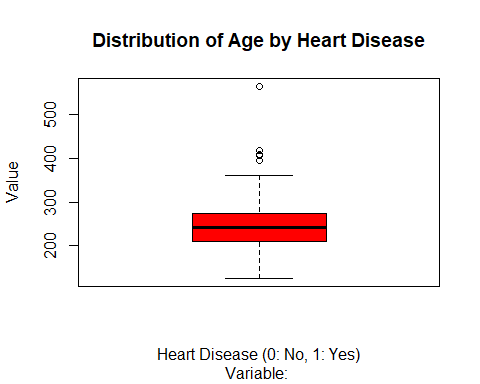 Distribution of Age by Heart Disease
Value
500
400
300
200
Heart Disease (0: No, 1: Yes)
Variable: